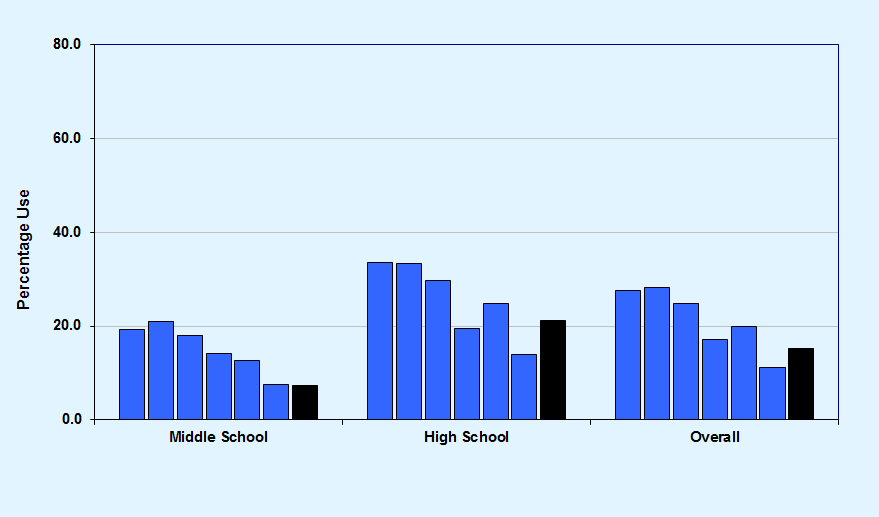 80.0
60.0
40.0
20.0
0.0
Percentage Use
Middle School
High School
Overall